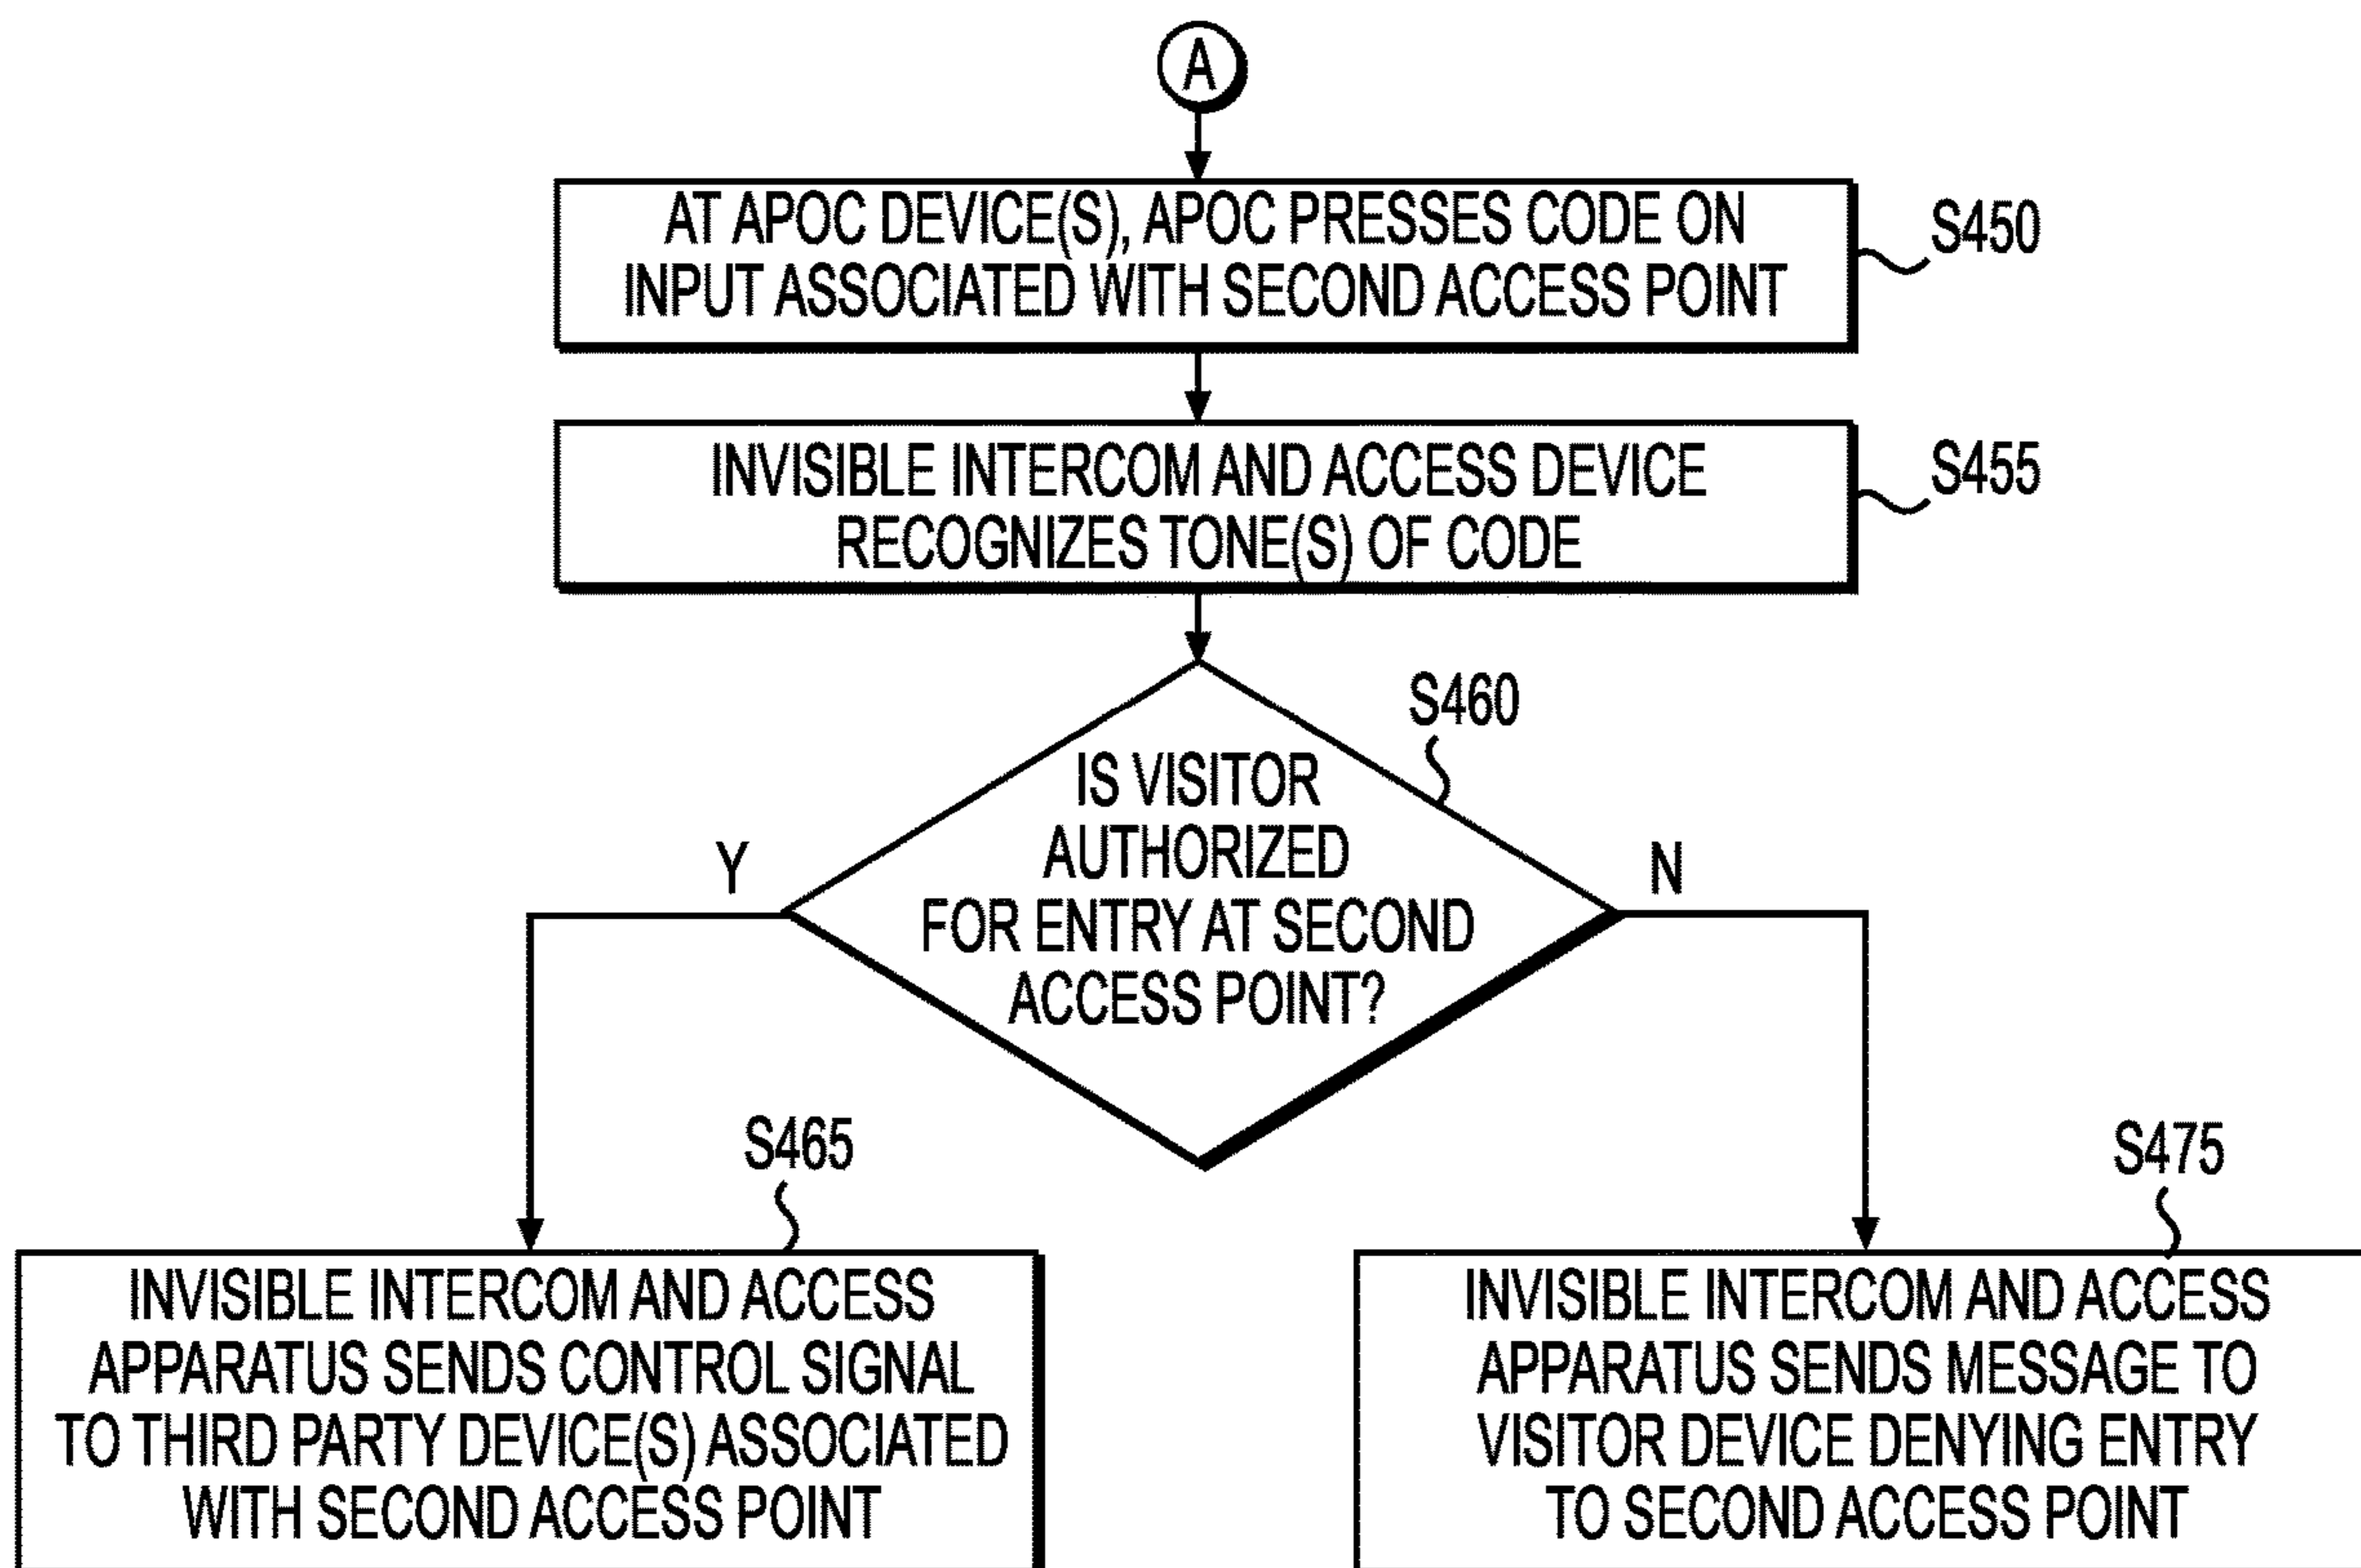 A
AT APOC DEVICE(S), APOC PRESSES CODE ON
INPUT ASSOCIATED WITH SECOND ACCESS POINT
S450
INVISIBLE INTERCOM AND ACCESS DEVICE
RECOGNIZES TONE(S) OF CODE
S455
S460
IS VISITOR
AUTHORIZED
FOR ENTRY AT SECOND
ACCESS POINT?
Y
N
S465
INVISIBLE INTERCOM AND ACCESS
APPARATUS SENDS CONTROL SIGNAL
TO THIRD PARTY DEVICE(S) ASSOCIATED
WITH SECOND ACCESS POINT
S475
INVISIBLE INTERCOM AND ACCESS
APPARATUS SENDS MESSAGE TO
VISITOR DEVICE DENYING ENTRY
TO SECOND ACCESS POINT